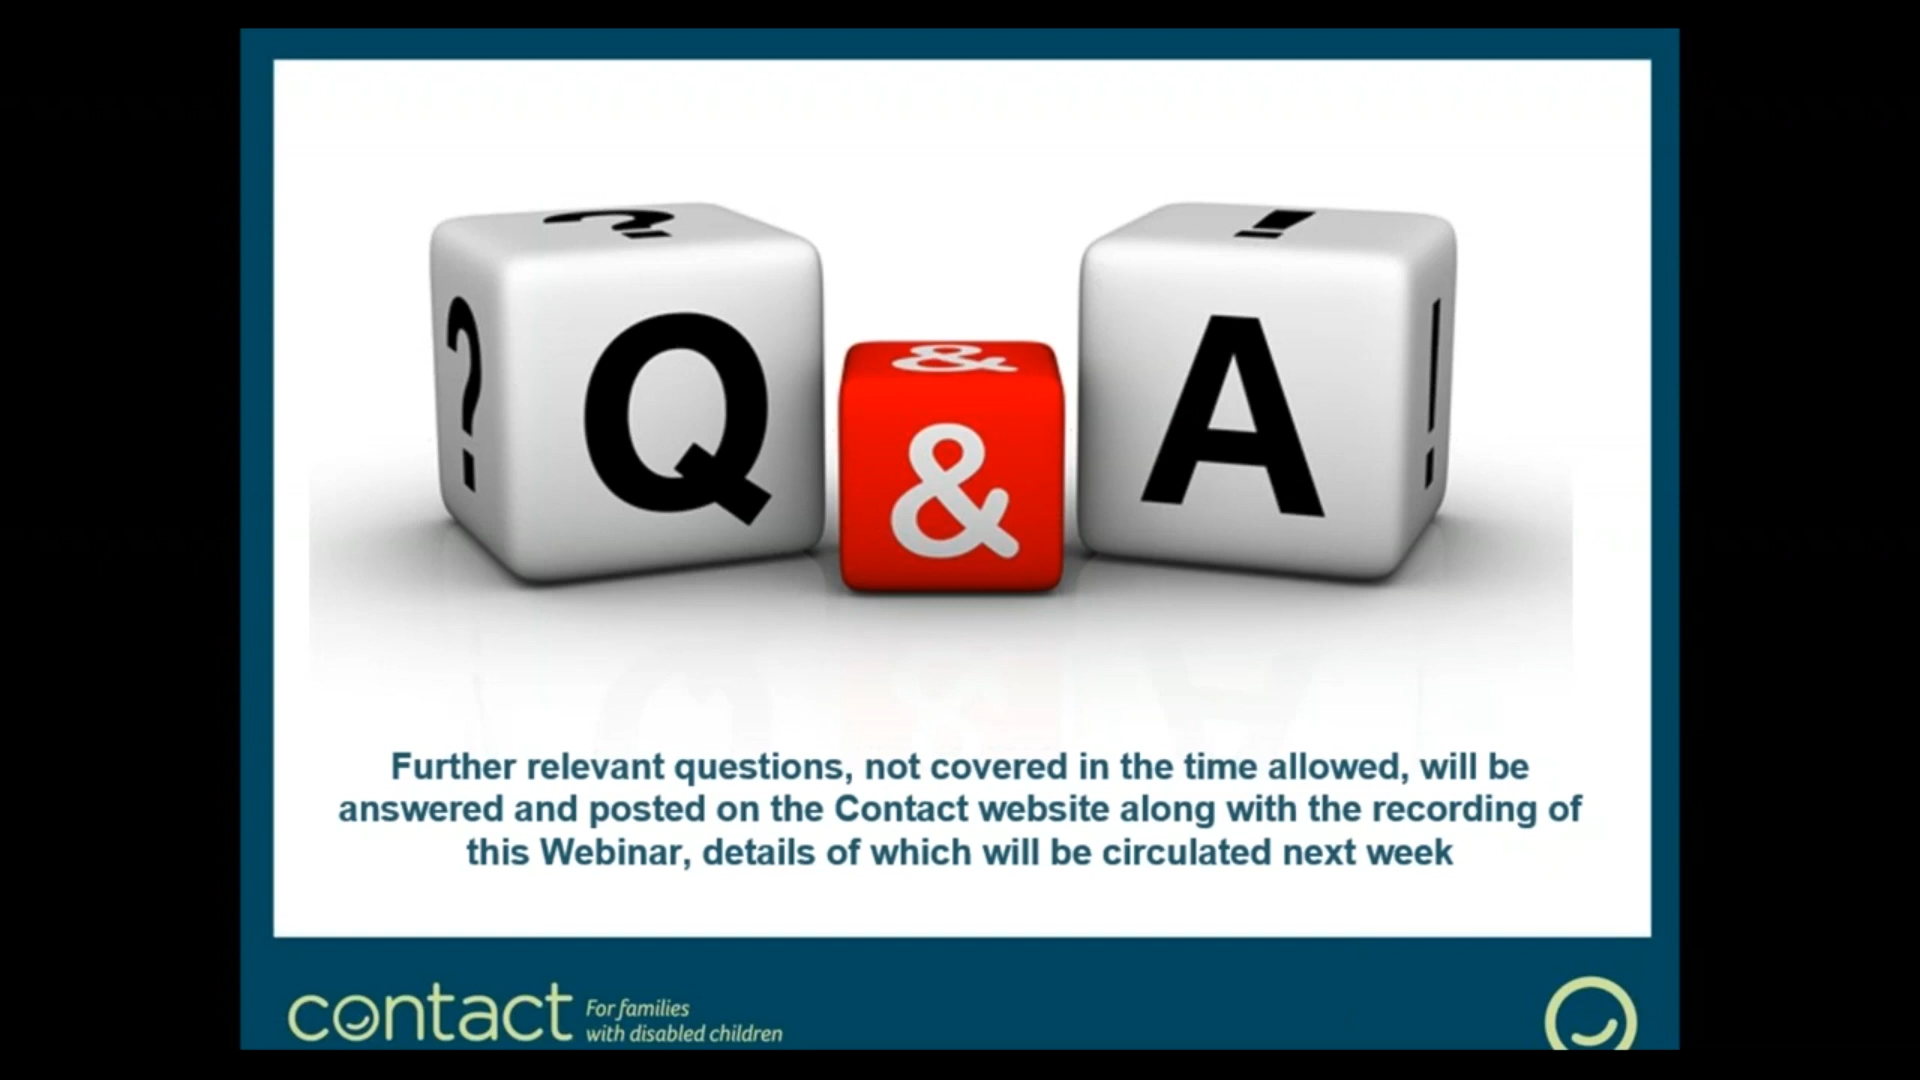 ?
!
&
?
Q
&
A
!
Further relevant questions, not covered in the time allowed, will be
answered and posted on the Contact website along with the recording of
this Webinar, details of which will be circulated next week
contact
For families
with disabled children